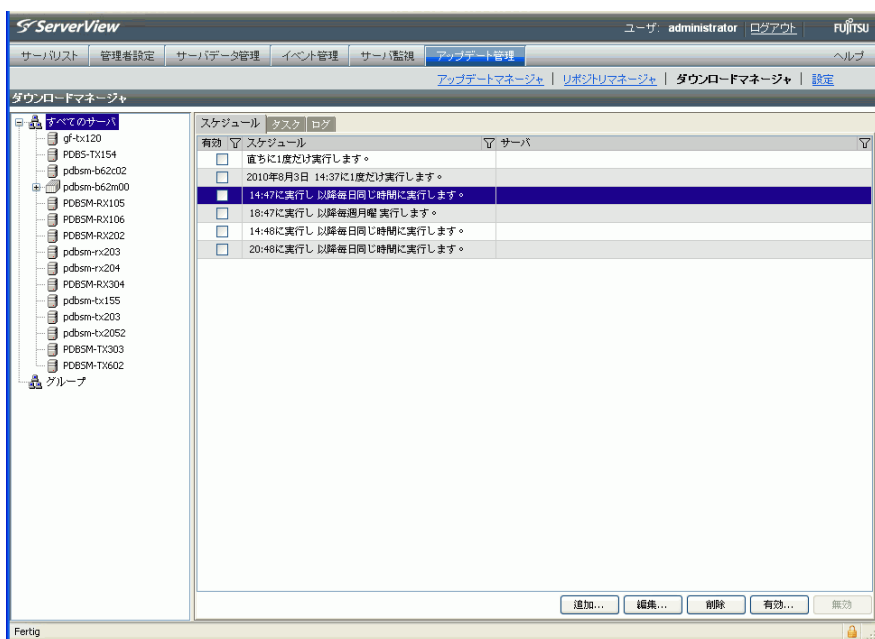 ServerView ユーザ: administrator ログアウト FUJITSU
サーバリスト 管理者設定 サーバデータ管理 イベント管理 サーバ監視 アップデート管理 ヘルプ
アップデートマネージャ | リポジトリマネージャ | ダウンロードマネージャ | 設定
ダウンロードマネージャ
すべてのサーバ
gf-tx120
PDBS-TX154
pdbsm-b62c02
pdbsm-b62m00
PDBSM-RX105
PDBSM-RX106
PDBSM-RX202
pdbsm-rx203
pdbsm-rx204
PDBSM-RX304
pdbsm-tx155
pdbsm-tx203
pdbsm-tx2052
PDBSM-TX303
PDBSM-TX602
グループ
スケジュール タスク ログ
有効 スケジュール サーバ
直ちに1度だけ実行します。
2010年8月3日 14:37に1度だけ実行します。
14:47に実行し 以降毎日同じ時間に実行します。
18:47に実行し 以降毎週月曜 実行します。
14:48に実行し 以降毎日同じ時間に実行します。
20:48に実行し 以降毎日同じ時間に実行します。
追加... 編集... 削除 有効... 無効
Fertig